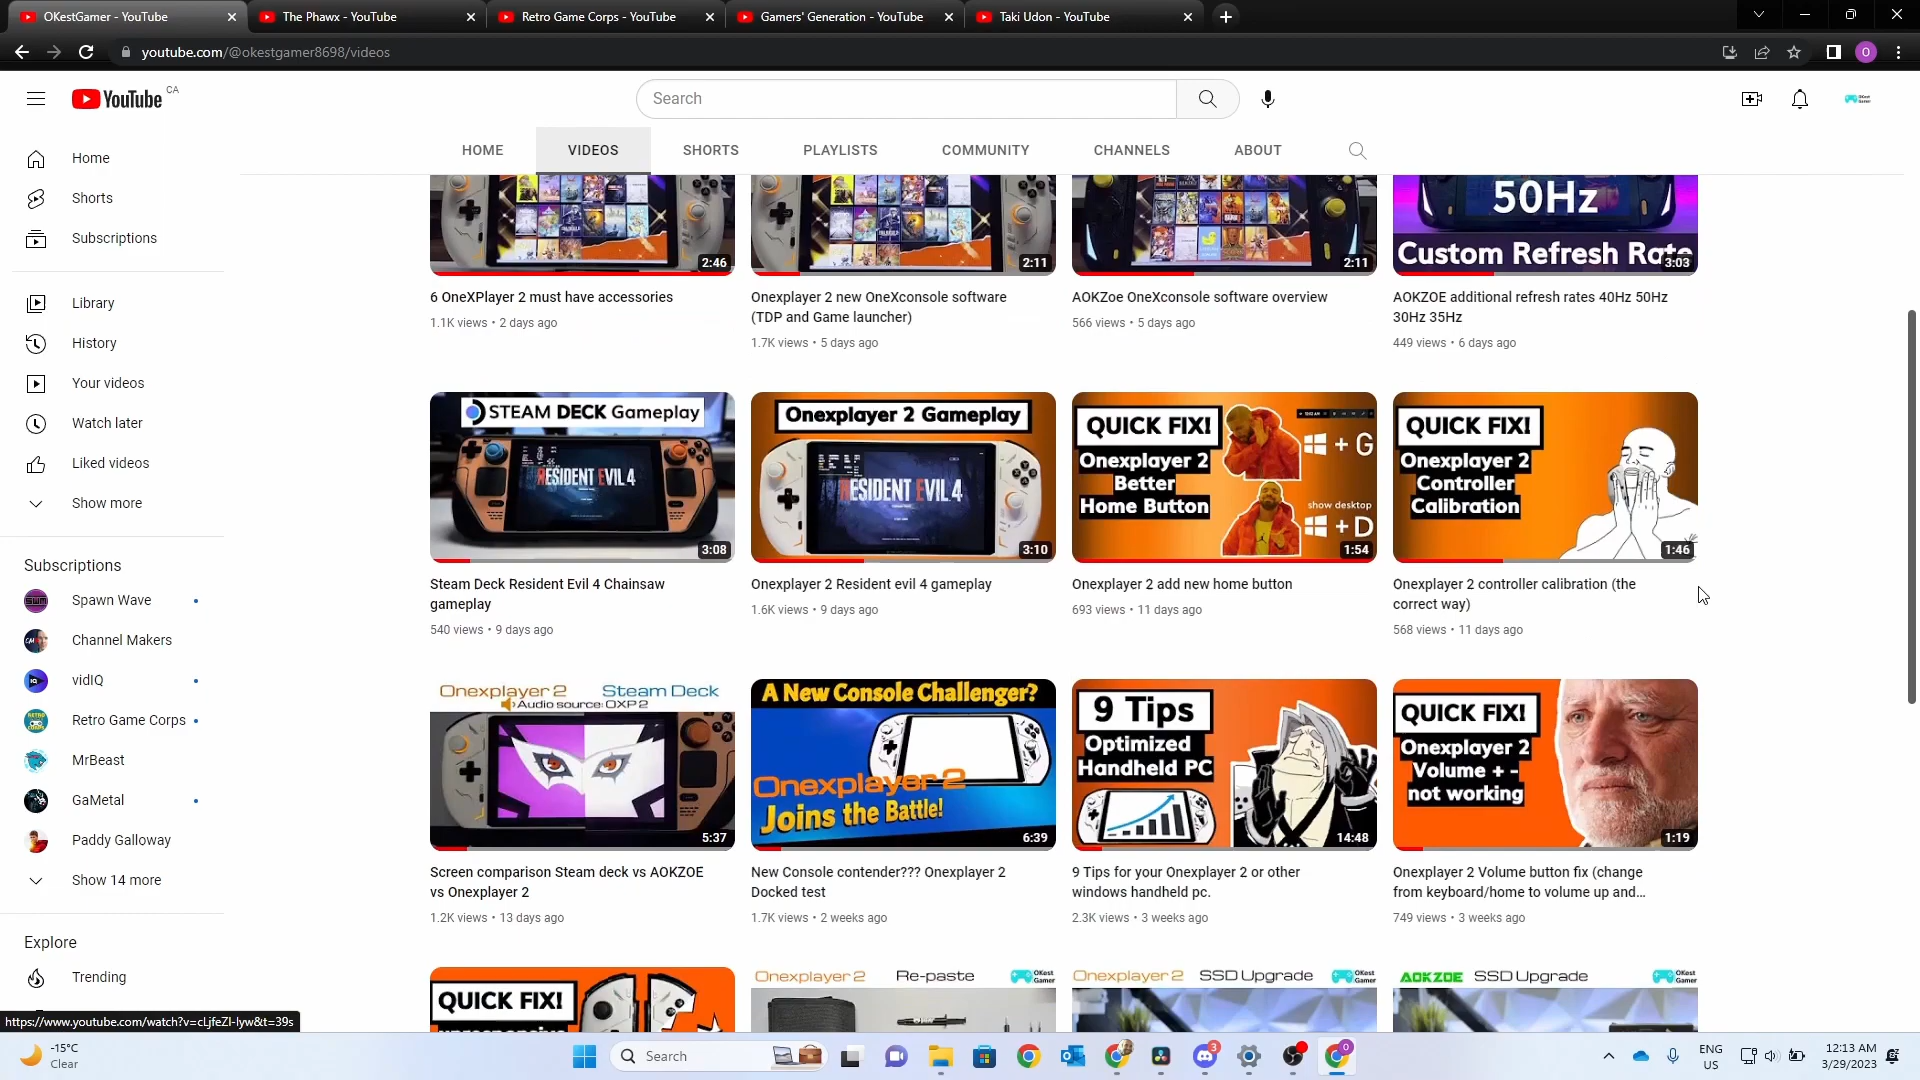 OKestGamer - YouTube
The Phawx - YouTube
Retro Game Corps - YouTube
Gamers' Generation - YouTube
Taki Udon - YouTube
youtube.com/@okestgamer8698/videos
O
YouTube CA
Search
HOME
VIDEOS
SHORTS
PLAYLISTS
COMMUNITY
CHANNELS
ABOUT
Home
Shorts
Subscriptions
Library
History
Your videos
Watch later
Liked videos
Show more
Subscriptions
Spawn Wave
Channel Makers
vidIQ
Retro Game Corps
MrBeast
GaMetal
Paddy Galloway
Show 14 more
Explore
Trending
2:46
6 OneXPlayer 2 must have accessories
1.1K views • 2 days ago
2:11
Onexplayer 2 new OneXconsole software
(TDP and Game launcher)
1.7K views • 5 days ago
2:11
AOKZoe OneXconsole software overview
566 views • 5 days ago
50Hz
Custom Refresh Rate
3:03
AOKZOE additional refresh rates 40Hz 50Hz
30Hz 35Hz
449 views • 6 days ago
STEAM DECK Gameplay
RESIDENT EVIL 4
3:08
Steam Deck Resident Evil 4 Chainsaw
gameplay
540 views • 9 days ago
Onexplayer 2 Gameplay
RESIDENT EVIL 4
3:10
Onexplayer 2 Resident evil 4 gameplay
1.6K views • 9 days ago
QUICK FIX!
Onexplayer 2
Better
Home Button
+ G
show desktop
+ D
1:54
Onexplayer 2 add new home button
693 views • 11 days ago
QUICK FIX!
Onexplayer 2
Controller
Calibration
1:46
Onexplayer 2 controller calibration (the
correct way)
568 views • 11 days ago
Onexplayer 2 Steam Deck
Audio source: OXP 2
5:37
Screen comparison Steam deck vs AOKZOE
vs Onexplayer 2
1.2K views • 13 days ago
A New Console Challenger?
Onexplayer 2
Joins the Battle!
6:39
New Console contender??? Onexplayer 2
Docked test
1.7K views • 2 weeks ago
9 Tips
Optimized
Handheld PC
14:48
9 Tips for your Onexplayer 2 or other
windows handheld pc.
2.3K views • 3 weeks ago
QUICK FIX!
Onexplayer 2
Volume + -
not working
1:19
Onexplayer 2 Volume button fix (change
from keyboard/home to volume up and...
749 views • 3 weeks ago
QUICK FIX!
Onexplayer 2 Re-paste OKest Gamer
Onexplayer 2 SSD Upgrade OKest Gamer
AOKZOE SSD Upgrade OKest Gamer
https://www.youtube.com/watch?v=cLjfeZI-lyw&t=39s
-15°C
Clear
Search
3
O
ENG
US
12:13 AM
3/29/2023